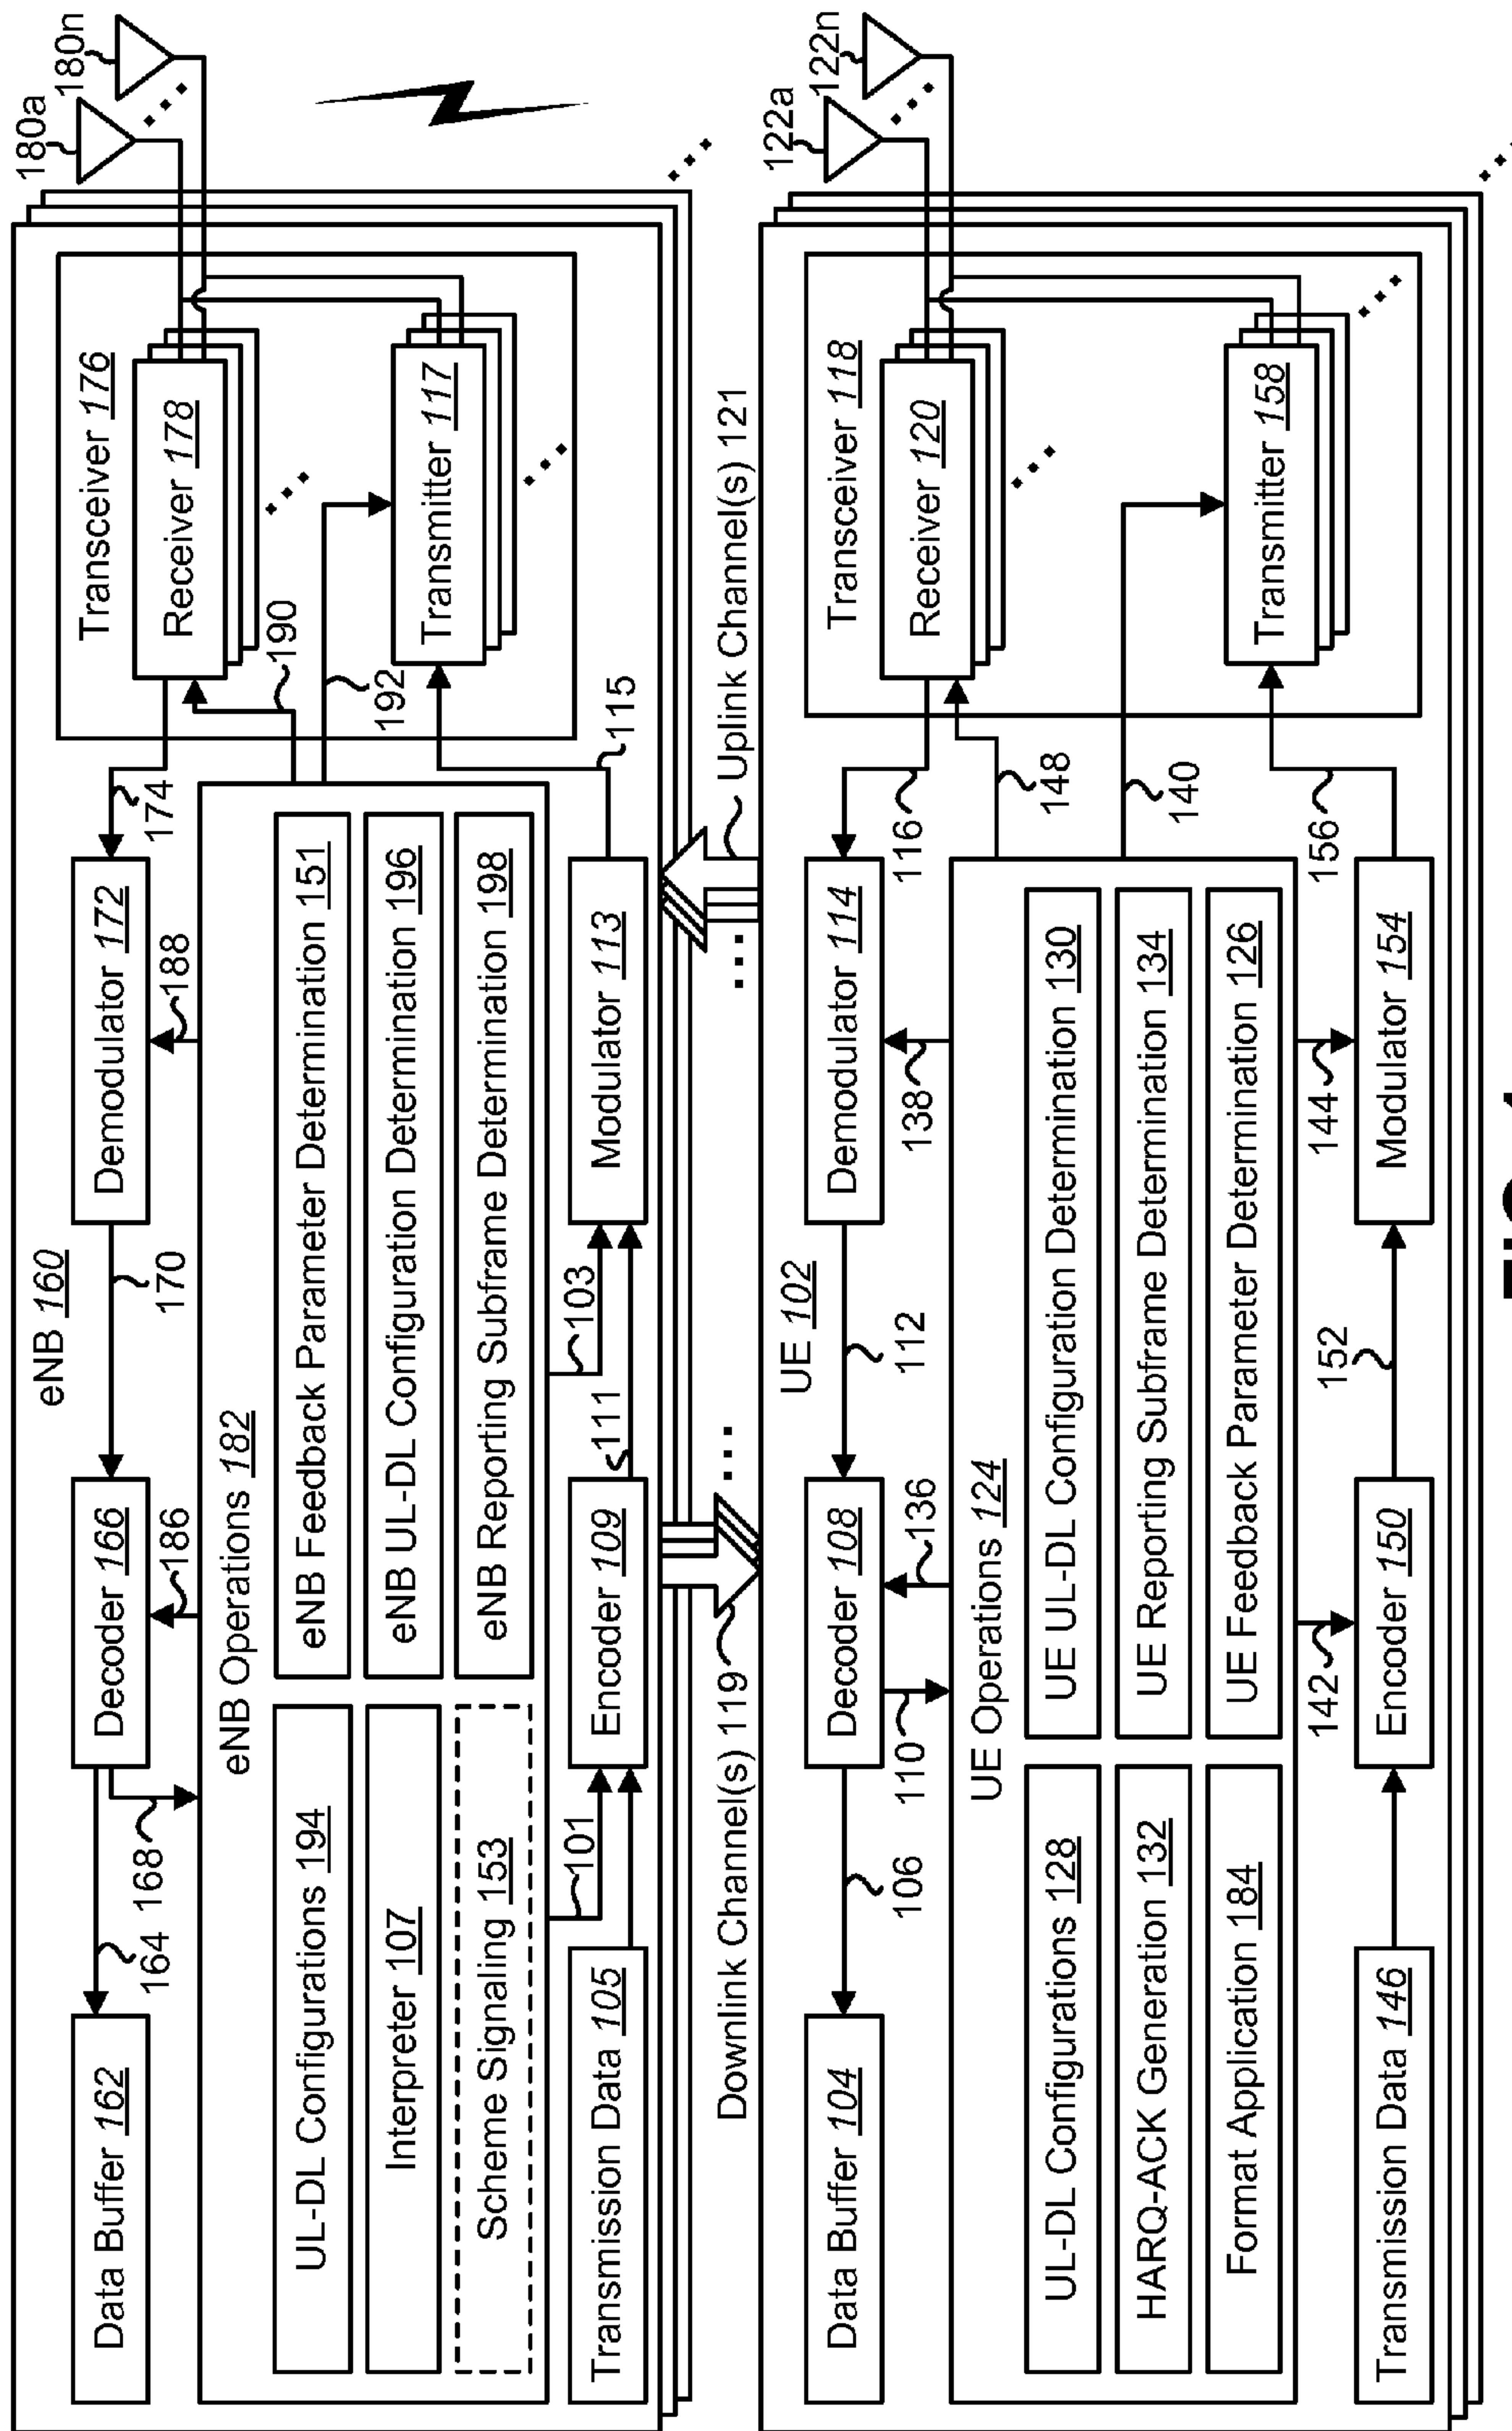 180a
180n
eNB 160
Transceiver 176
Data Buffer 162
164
168
Decoder 166
170
Demodulator 172
174
Receiver 178
186
188
190
eNB Operations 182
192
UL-DL Configurations 194
eNB Feedback Parameter Determination 151
Interpreter 107
eNB UL-DL Configuration Determination 196
Scheme Signaling 153
eNB Reporting Subframe Determination 198
Transmitter 117
101
103
115
Transmission Data 105
Encoder 109
111
Modulator 113
Downlink Channel(s) 119
Uplink Channel(s) 121
122a
122n
UE 102
Transceiver 118
Data Buffer 104
106
Decoder 108
112
Demodulator 114
116
Receiver 120
110
136
138
148
UE Operations 124
140
UL-DL Configurations 128
UE UL-DL Configuration Determination 130
HARQ-ACK Generation 132
UE Reporting Subframe Determination 134
Format Application 184
UE Feedback Parameter Determination 126
Transmitter 158
142
144
156
Transmission Data 146
Encoder 150
152
Modulator 154